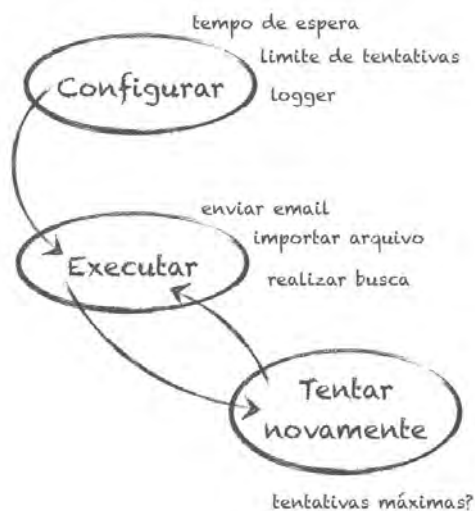 tempo de espera
limite de tentativas
Configurar
logger
enviar email
importar arquivo
Executar
realizar busca
Tentar
novamente
tentativas máximas?